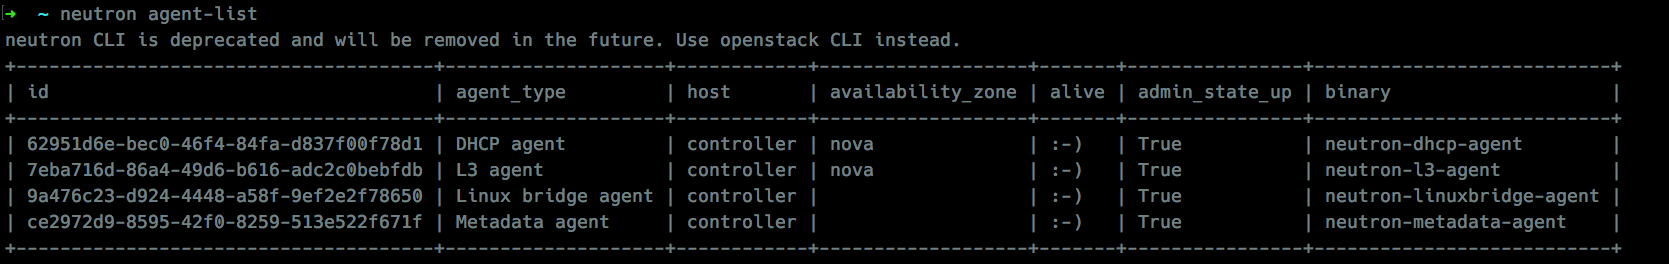 ➜  ~ neutron agent-list
neutron CLI is deprecated and will be removed in the future. Use openstack CLI instead.
+--------------------------------------+--------------------+------------+-------------------+-------+----------------+---------------------------+
| id                                   | agent_type         | host       | availability_zone | alive | admin_state_up | binary                    |
+--------------------------------------+--------------------+------------+-------------------+-------+----------------+---------------------------+
| 62951d6e-bec0-46f4-84fa-d837f00f78d1 | DHCP agent         | controller | nova              | :-)   | True           | neutron-dhcp-agent        |
| 7eba716d-86a4-49d6-b616-adc2c0bebfdb | L3 agent           | controller | nova              | :-)   | True           | neutron-l3-agent          |
| 9a476c23-d924-4448-a58f-9ef2e2f78650 | Linux bridge agent | controller |                   | :-)   | True           | neutron-linuxbridge-agent |
| ce2972d9-8595-42f0-8259-513e522f671f | Metadata agent     | controller |                   | :-)   | True           | neutron-metadata-agent    |
+--------------------------------------+--------------------+------------+-------------------+-------+----------------+---------------------------+